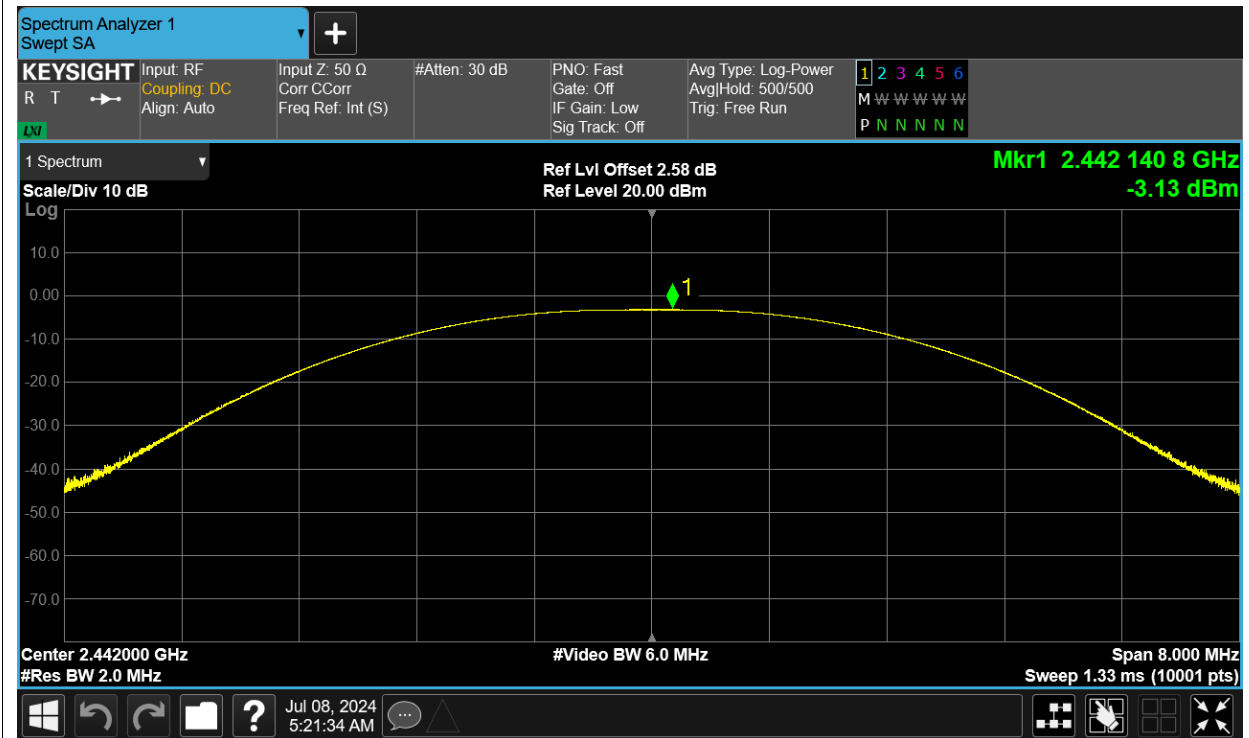 Spectrum Analyzer 1
Swept SA
KEYSIGHT
R T
LXI
Input: RF
Coupling: DC
Align: Auto
Input Z: 50 Ω
Corr CCorr
Freq Ref: Int (S)
#Atten: 30 dB
PNO: Fast
Gate: Off
IF Gain: Low
Sig Track: Off
Avg Type: Log-Power
Avg|Hold: 500/500
Trig: Free Run
1 2 3 4 5 6
M W W W W W
P N N N N N
1 Spectrum
Scale/Div 10 dB
Log
Ref Lvl Offset 2.58 dB
Ref Level 20.00 dBm
Mkr1 2.442 140 8 GHz
-3.13 dBm
10.0
0.00
-10.0
-20.0
-30.0
-40.0
-50.0
-60.0
-70.0
1
Center 2.442000 GHz
#Video BW 6.0 MHz
Span 8.000 MHz
#Res BW 2.0 MHz
Sweep 1.33 ms (10001 pts)
?
Jul 08, 2024
5:21:34 AM